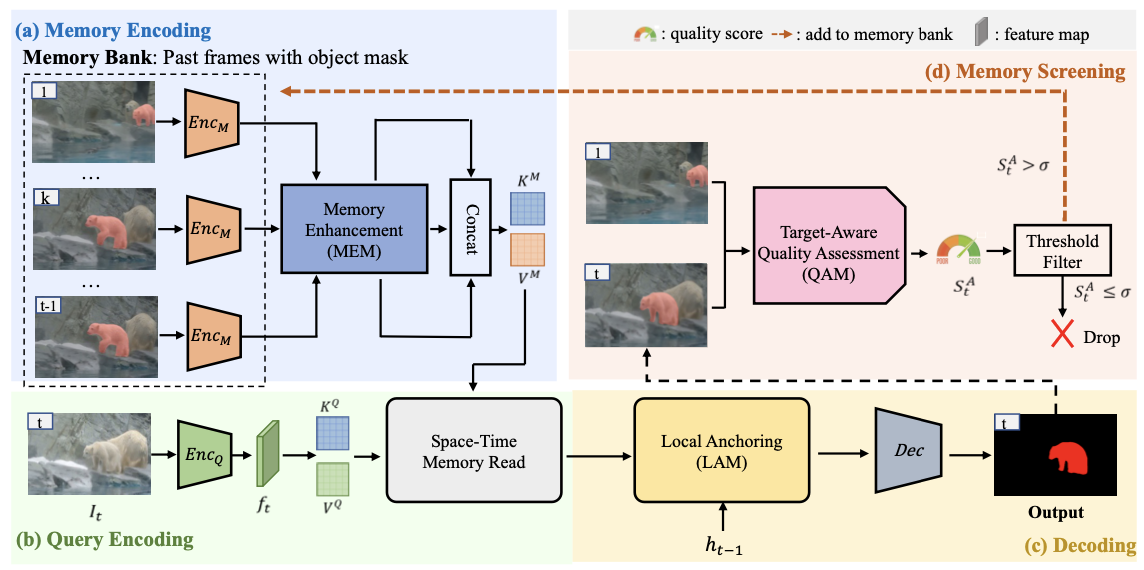 (a) Memory Encoding
Memory Bank: Past frames with object mask
1
Enc_M
...
k
Enc_M
...
t-1
Enc_M
Memory
Enhancement
(MEM)
Concat
K^M
V^M
: quality score
: add to memory bank
: feature map
(d) Memory Screening
1
t
Target-Aware
Quality Assessment
(QAM)
POOR
GOOD
S_t^A
S_t^A > σ
Threshold
Filter
S_t^A ≤ σ
Drop
t
I_t
Enc_Q
f_t
K^Q
V^Q
Space-Time
Memory Read
(b) Query Encoding
Local Anchoring
(LAM)
h_{t-1}
Dec
t
Output
(c) Decoding